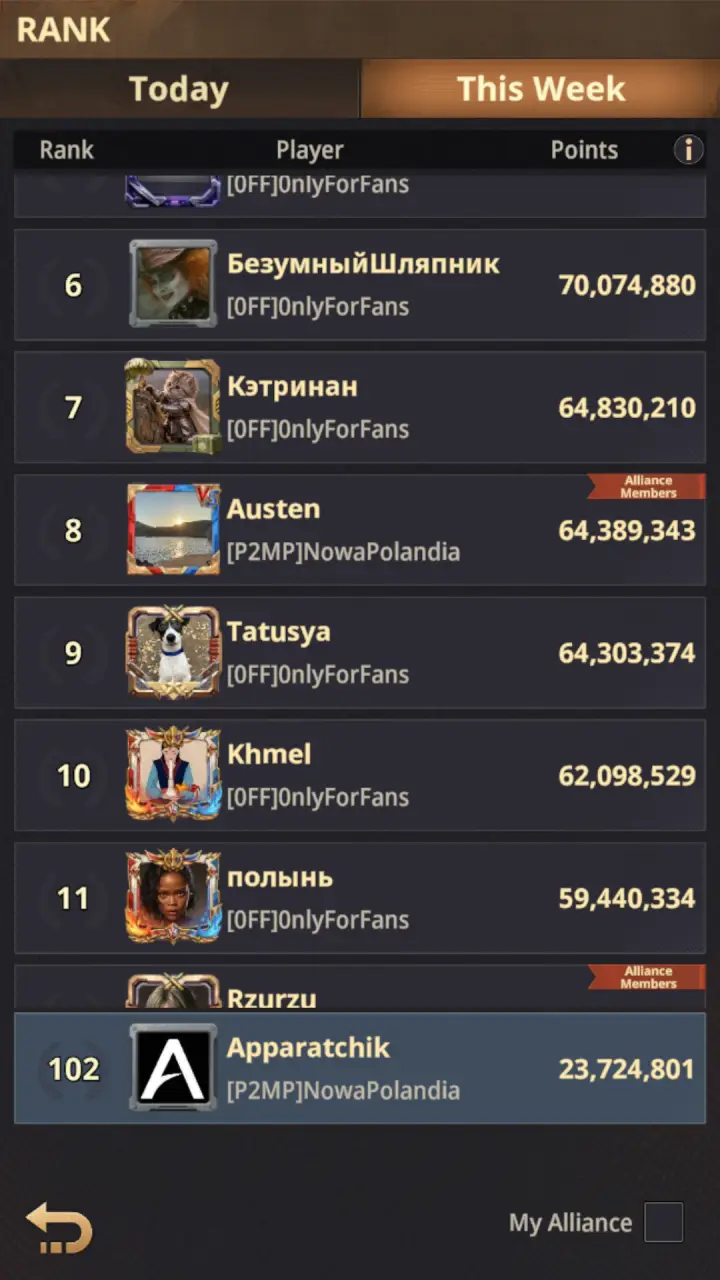 RANK
Today
This Week
Rank
Player
Points
[0FF]0nlyForFans
6
БезумныйШляпник
[0FF]0nlyForFans
70,074,880
7
Кэтринан
[0FF]0nlyForFans
64,830,210
Alliance
Members
8
Austen
[P2MP]NowaPolandia
64,389,343
9
Tatusya
[0FF]0nlyForFans
64,303,374
10
Khmel
[0FF]0nlyForFans
62,098,529
11
полынь
[0FF]0nlyForFans
59,440,334
Alliance
Members
Rzurzu
102
Apparatchik
[P2MP]NowaPolandia
23,724,801
My Alliance